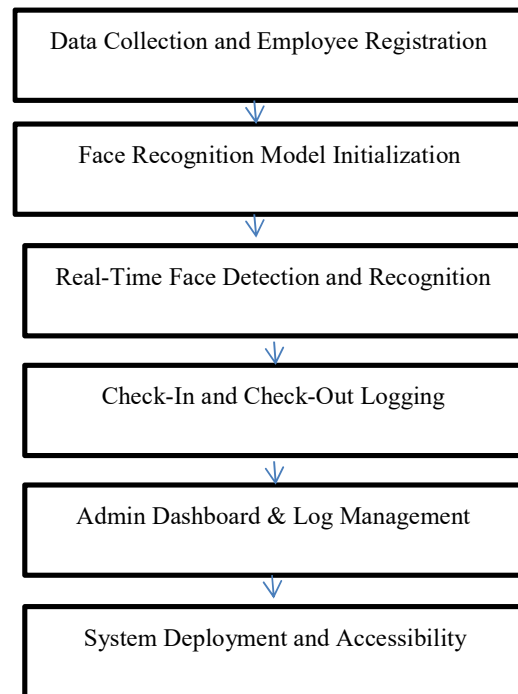 Data Collection and Employee Registration
Face Recognition Model Initialization
Real-Time Face Detection and Recognition
Check-In and Check-Out Logging
Admin Dashboard & Log Management
System Deployment and Accessibility